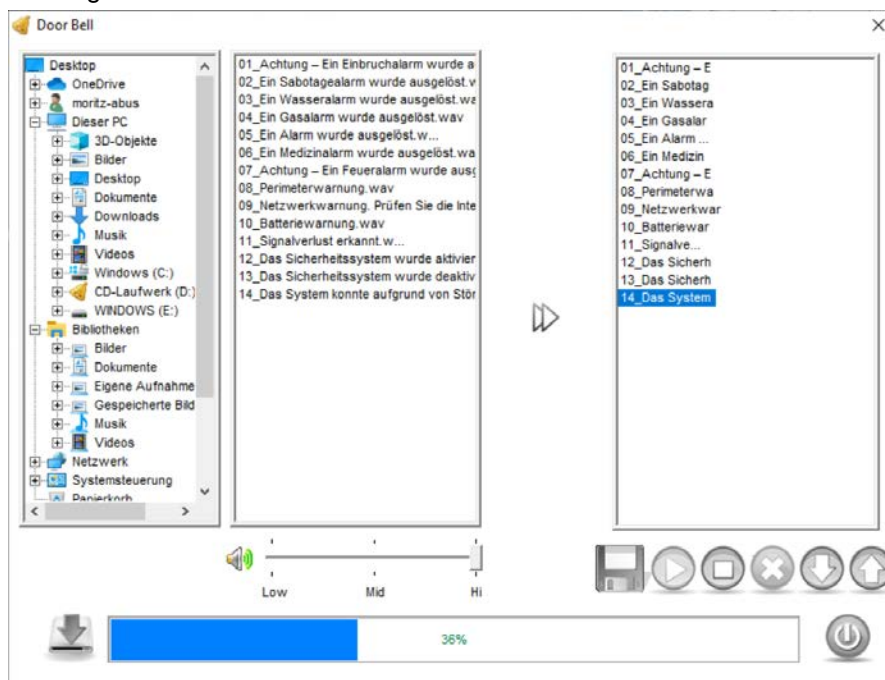 Door Bell
Desktop
OneDrive
moritz-abus
Dieser PC
3D-Objekte
Bilder
Desktop
Dokumente
Downloads
Musik
Videos
Windows (C:)
CD-Laufwerk (D:)
WINDOWS (E:)
Bibliotheken
Bilder
Dokumente
Eigene Aufnahme
Gespeicherte Bild
Musik
Videos
Netzwerk
Systemsteuerung
Papierkorb
01_Achtung – Ein Einbruchalarm wurde a
02_Ein Sabotagealarm wurde ausgelöst.v
03_Ein Wasseralarm wurde ausgelöst.wa
04_Ein Gasalarm wurde ausgelöst.wav
05_Ein Alarm wurde ausgelöst.w...
06_Ein Medizinalarm wurde ausgelöst.wa
07_Achtung – Ein Feueralarm wurde ausg
08_Perimeterwarnung.wav
09_Netzwerkwarnung. Prüfen Sie die Inte
10_Batteriewarnung.wav
11_Signalverlust erkannt.w...
12_Das Sicherheitssystem wurde aktivier
13_Das Sicherheitssystem wurde deaktiv
14_Das System konnte aufgrund von Stör
01_Achtung – E
02_Ein Sabotag
03_Ein Wassera
04_Ein Gasalar
05_Ein Alarm ...
06_Ein Medizin
07_Achtung – E
08_Perimeterwa
09_Netzwerkwar
10_Batteriewar
11_Signalve...
12_Das Sicherh
13_Das Sicherh
14_Das System
Low Mid Hi
36%